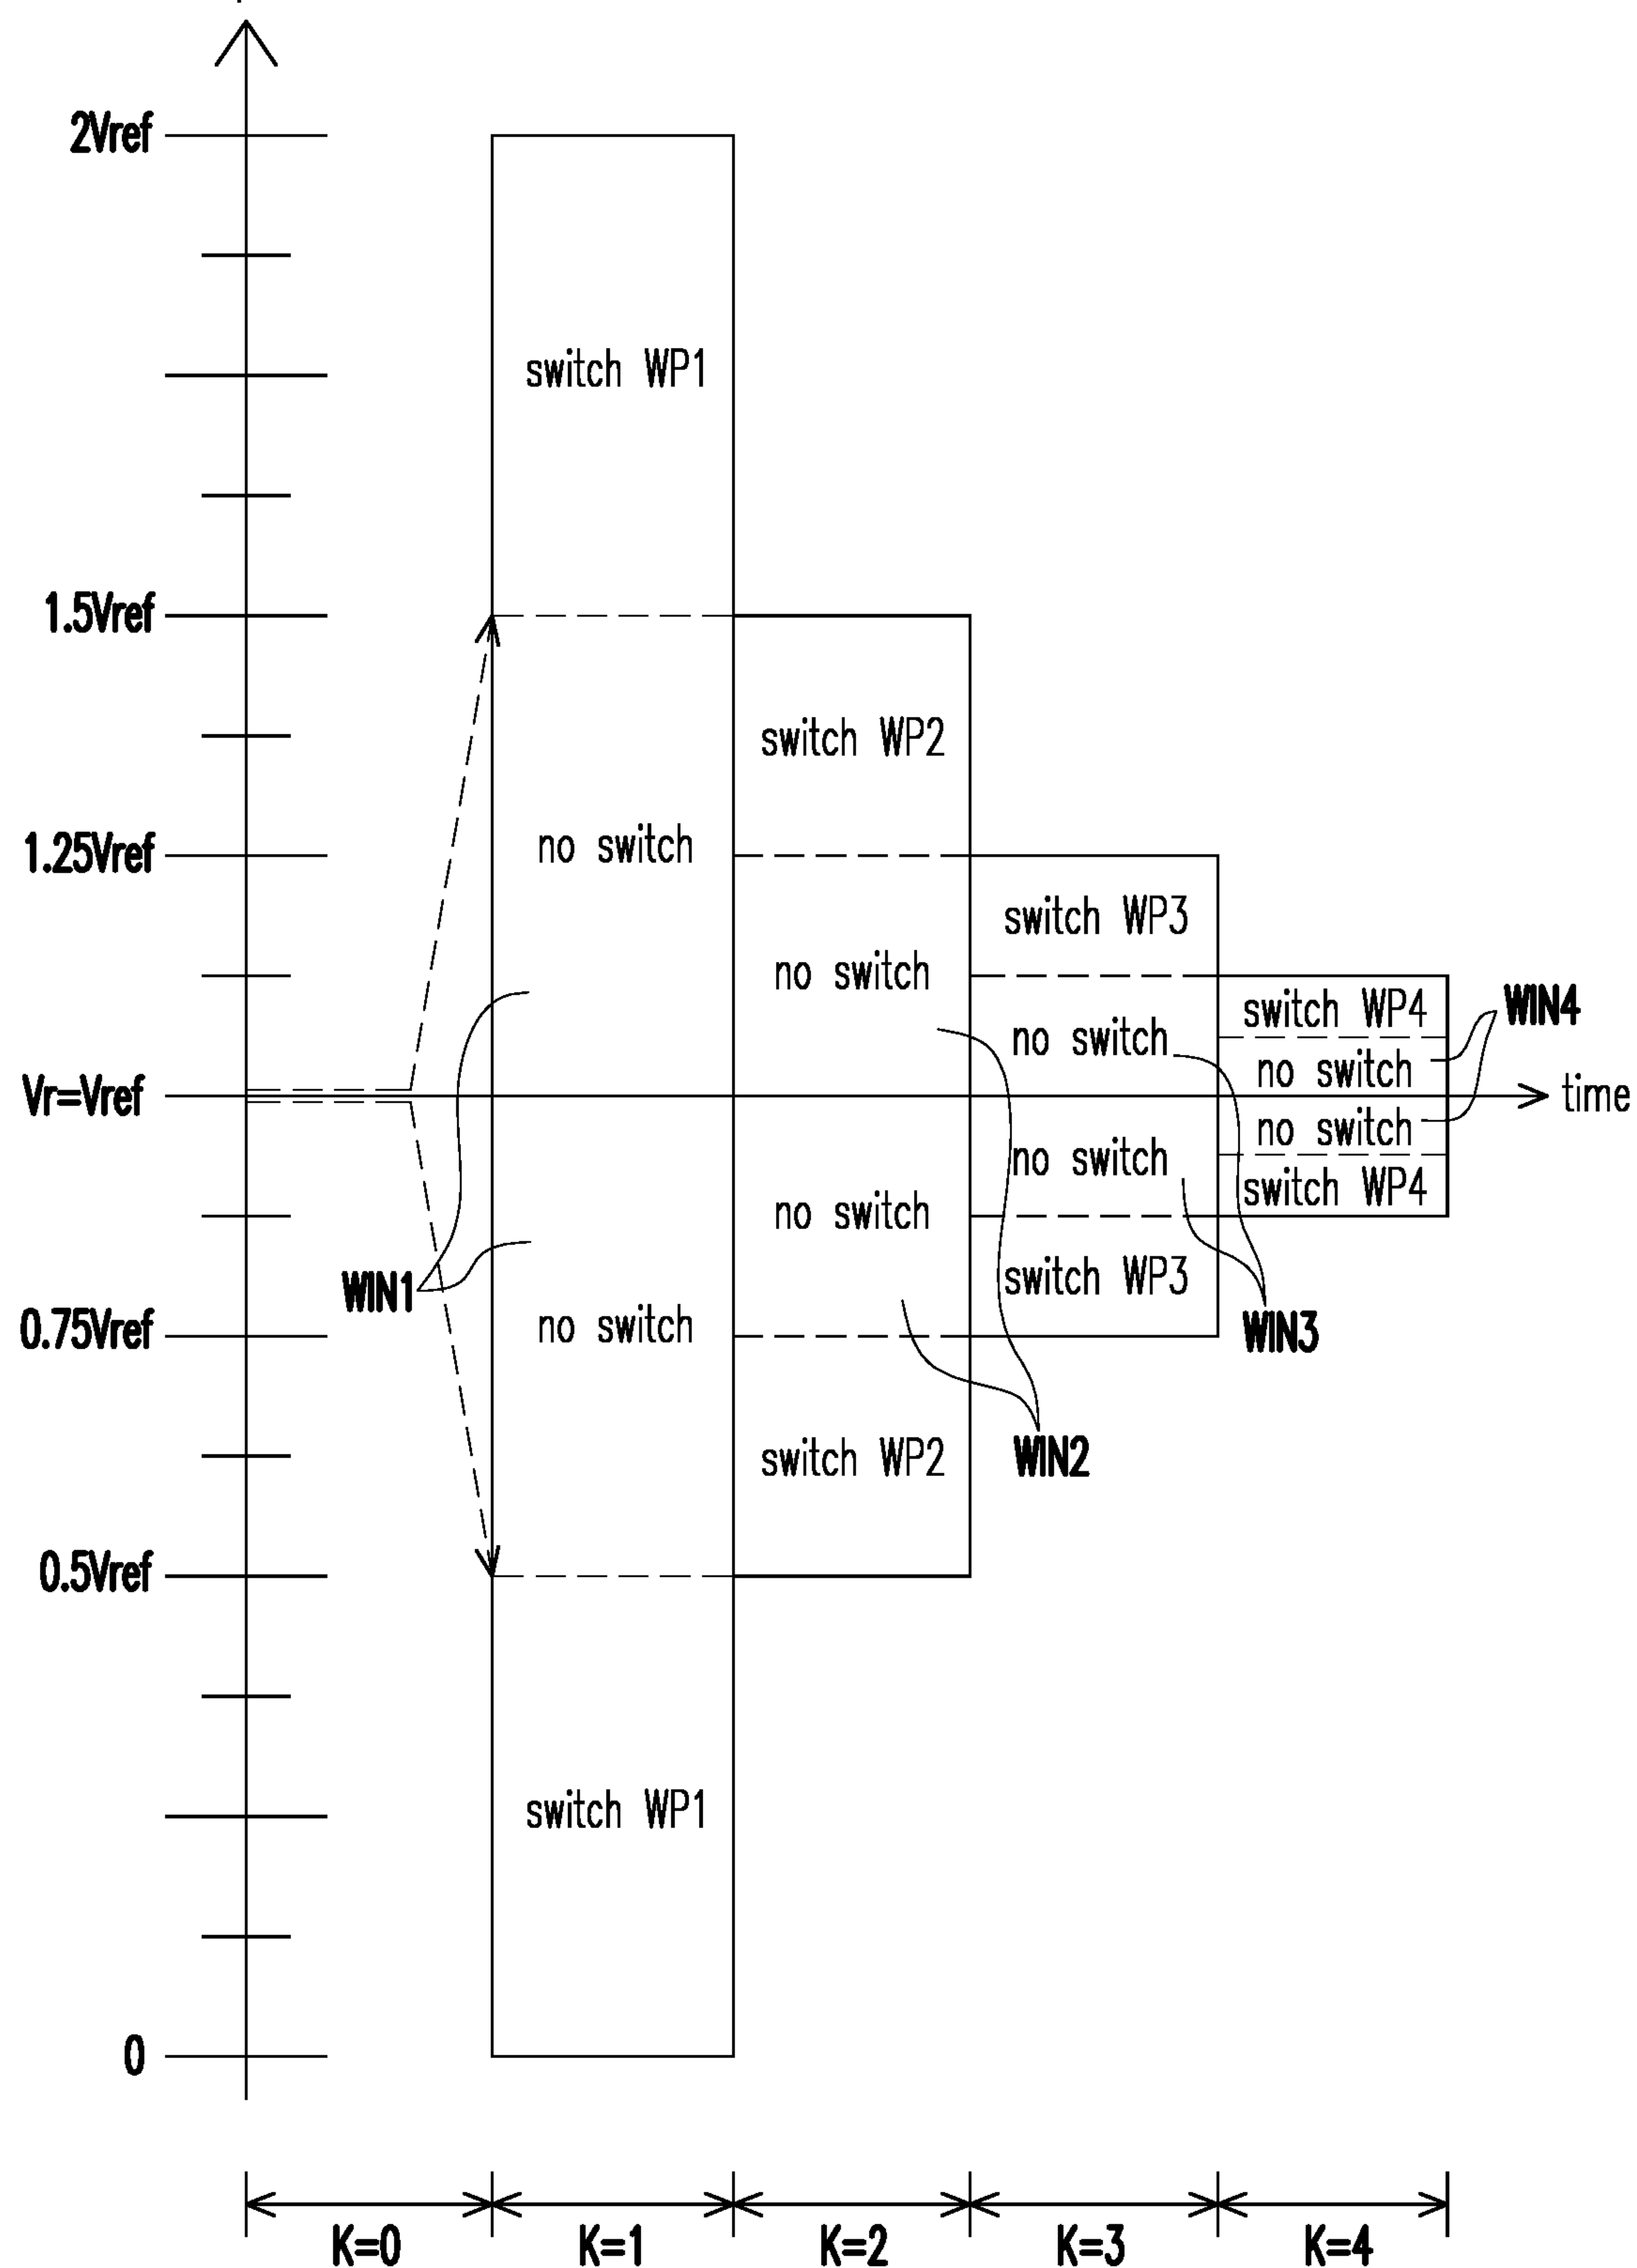 2Vref
switch WP1
1.5Vref
switch WP2
no switch
1.25Vref
switch WP3
no switch
switch WP4
WIN4
no switch
no switch
Vr=Vref
time
no switch
no switch
switch WP4
no switch
switch WP3
WIN1
no switch
0.75Vref
WIN3
switch WP2
WIN2
0.5Vref
switch WP1
0
K=0 K=1 K=2 K=3 K=4